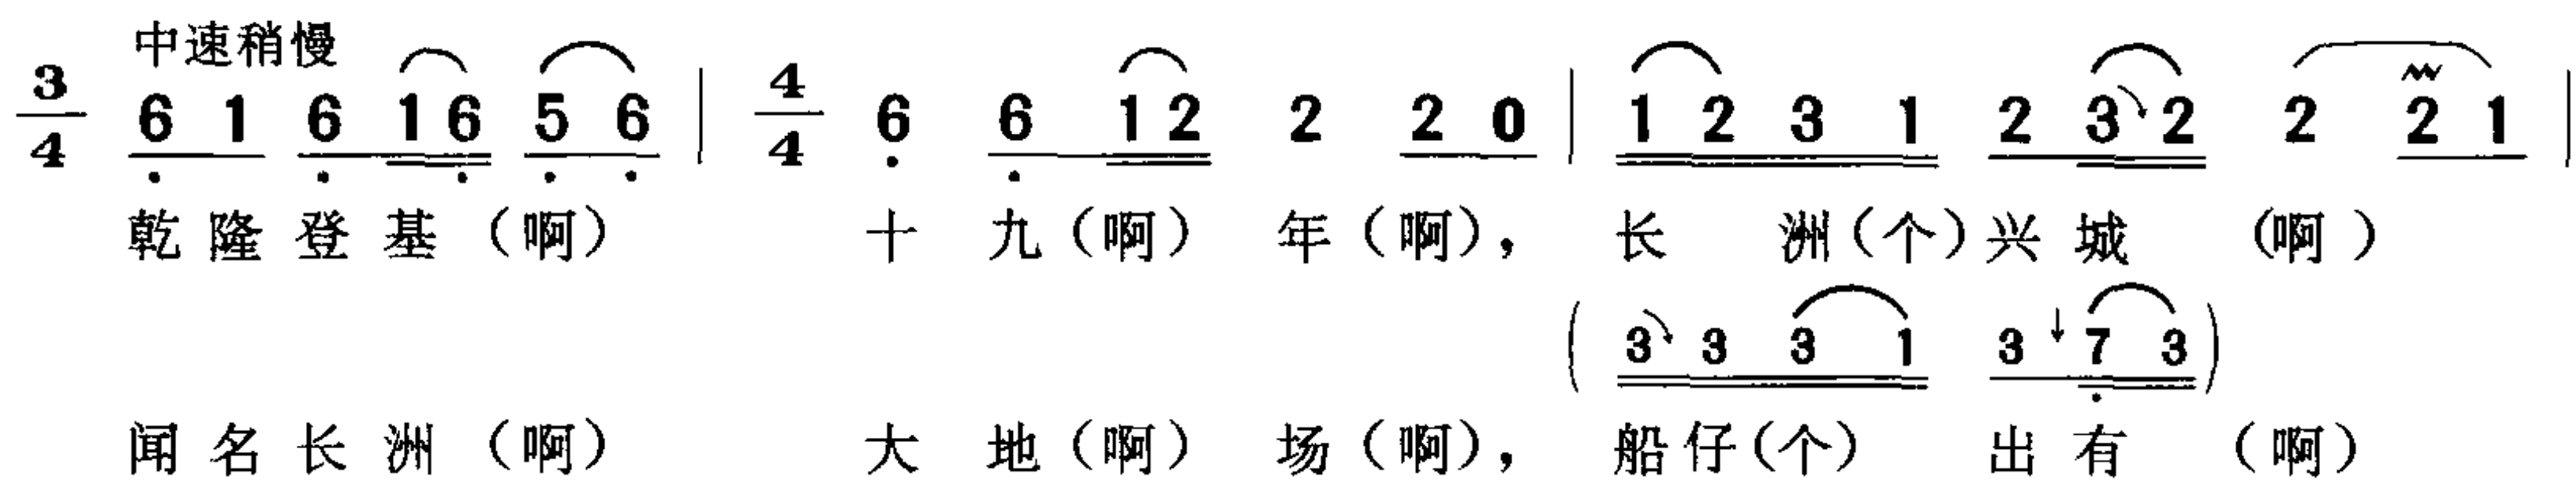 中速稍慢
3/4 6 1 6 1 6 5 6 | 4/4 6 6 1 2 2 2 0 | 1 2 3 1 2 3 2 2 2 1 |
乾隆登基（啊） 十九（啊）年（啊），长洲（个）兴城（啊）
（3 3 3 1 3 ↓7 3）
闻名长洲（啊） 大地（啊）场（啊），船仔（个）出有（啊）